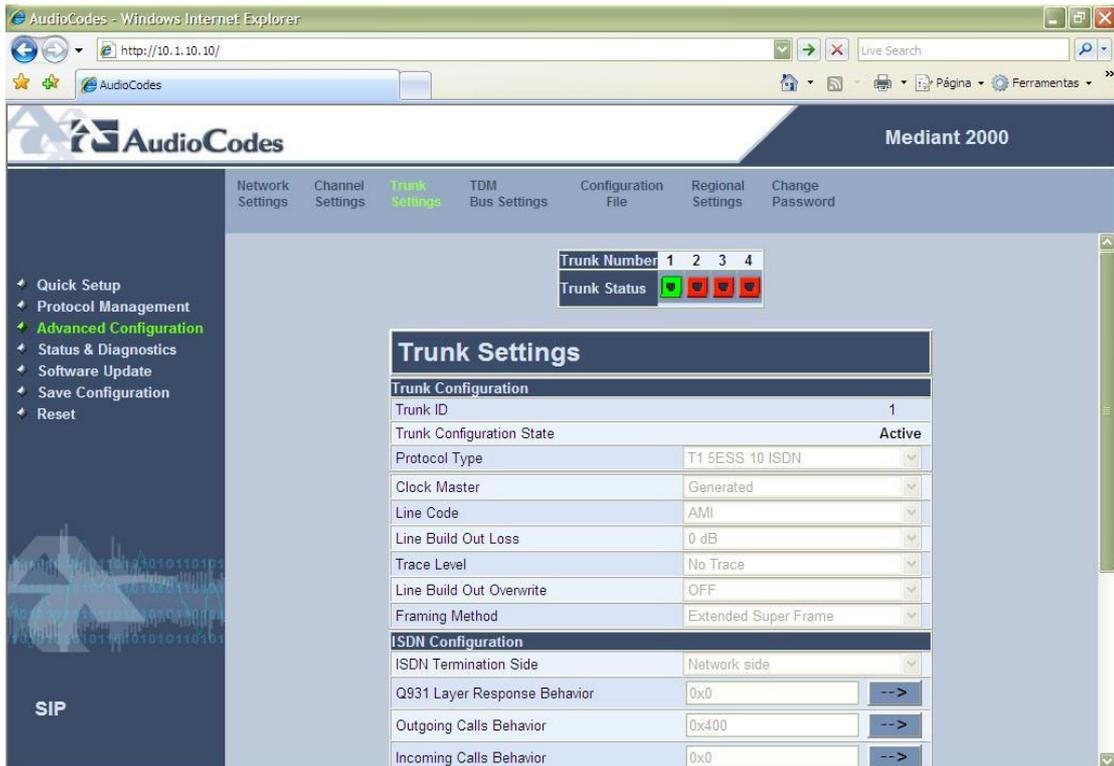 AudioCodes - Windows Internet Explorer
http://10.1.10.10/
Live Search
AudioCodes
Página
Ferramentas
AudioCodes
Mediant 2000
Network Settings
Channel Settings
Trunk Settings
TDM Bus Settings
Configuration File
Regional Settings
Change Password
Quick Setup
Protocol Management
Advanced Configuration
Status & Diagnostics
Software Update
Save Configuration
Reset
SIP
Trunk Number 1 2 3 4
Trunk Status
Trunk Settings
Trunk Configuration
Trunk ID 1
Trunk Configuration State Active
Protocol Type T1 5ESS 10 ISDN
Clock Master Generated
Line Code AMI
Line Build Out Loss 0 dB
Trace Level No Trace
Line Build Out Overwrite OFF
Framing Method Extended Super Frame
ISDN Configuration
ISDN Termination Side Network side
Q931 Layer Response Behavior 0x0 -->
Outgoing Calls Behavior 0x400 -->
Incoming Calls Behavior 0x0 -->